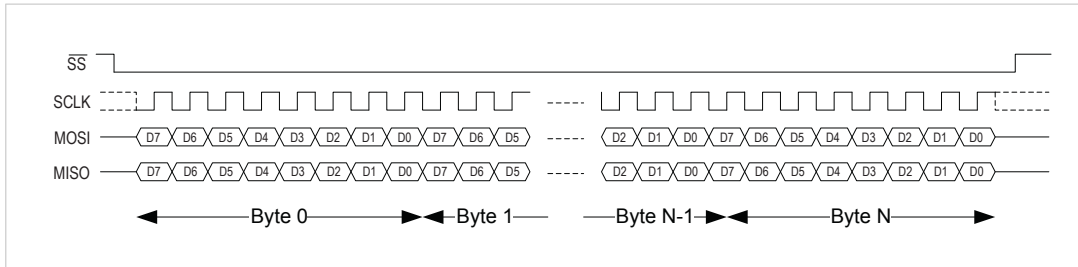 SS
SCLK
MOSI D7 D6 D5 D4 D3 D2 D1 D0 D7 D6 D5 D2 D1 D0 D7 D6 D5 D4 D3 D2 D1 D0
MISO D7 D6 D5 D4 D3 D2 D1 D0 D7 D6 D5 D2 D1 D0 D7 D6 D5 D4 D3 D2 D1 D0
Byte 0 Byte 1 Byte N-1 Byte N